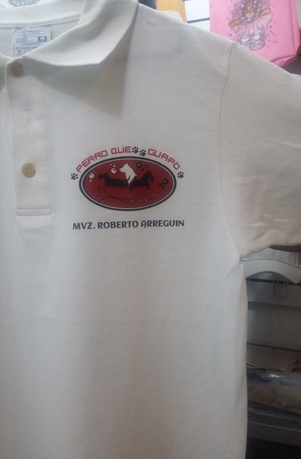 PERRO QUE GUAPO
MVZ. ROBERTO ARREGUIN